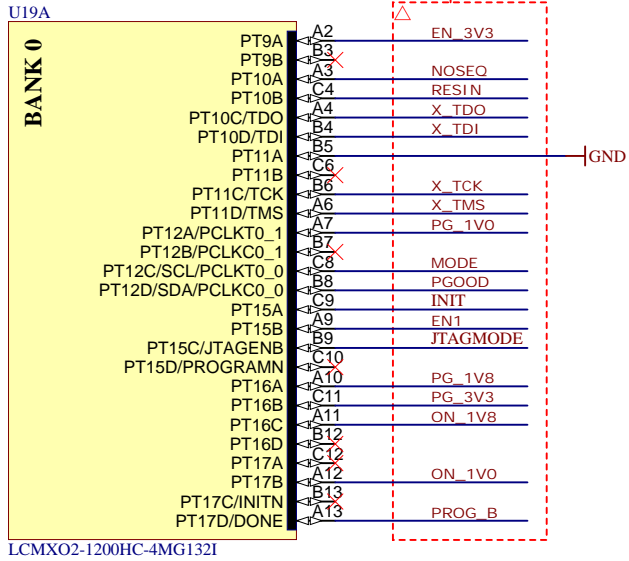 U19A
BANK 0
PT9A A2 EN_3V3
PT9B B3
PT10A A3 NOSEQ
PT10B C4 RESIN
PT10C/TDO A4 X_TDO
PT10D/TDI B4 X_TDI
PT11A B5 GND
PT11B C6
PT11C/TCK B6 X_TCK
PT11D/TMS A6 X_TMS
PT12A/PCLKT0_1 A7 PG_1V0
PT12B/PCLKC0_1 B7
PT12C/SCL/PCLKT0_0 C8 MODE
PT12D/SDA/PCLKC0_0 B8 PGOOD
PT15A C9 INIT
PT15B A9 EN1
PT15C/JTAGENB B9 JTAGMODE
PT15D/PROGRAMN C10
PT16A A10 PG_1V8
PT16B C11 PG_3V3
PT16C A11 ON_1V8
PT16D B12
PT17A C12
PT17B A12 ON_1V0
PT17C/INITN B13
PT17D/DONE A13 PROG_B
LCMXO2-1200HC-4MG132I